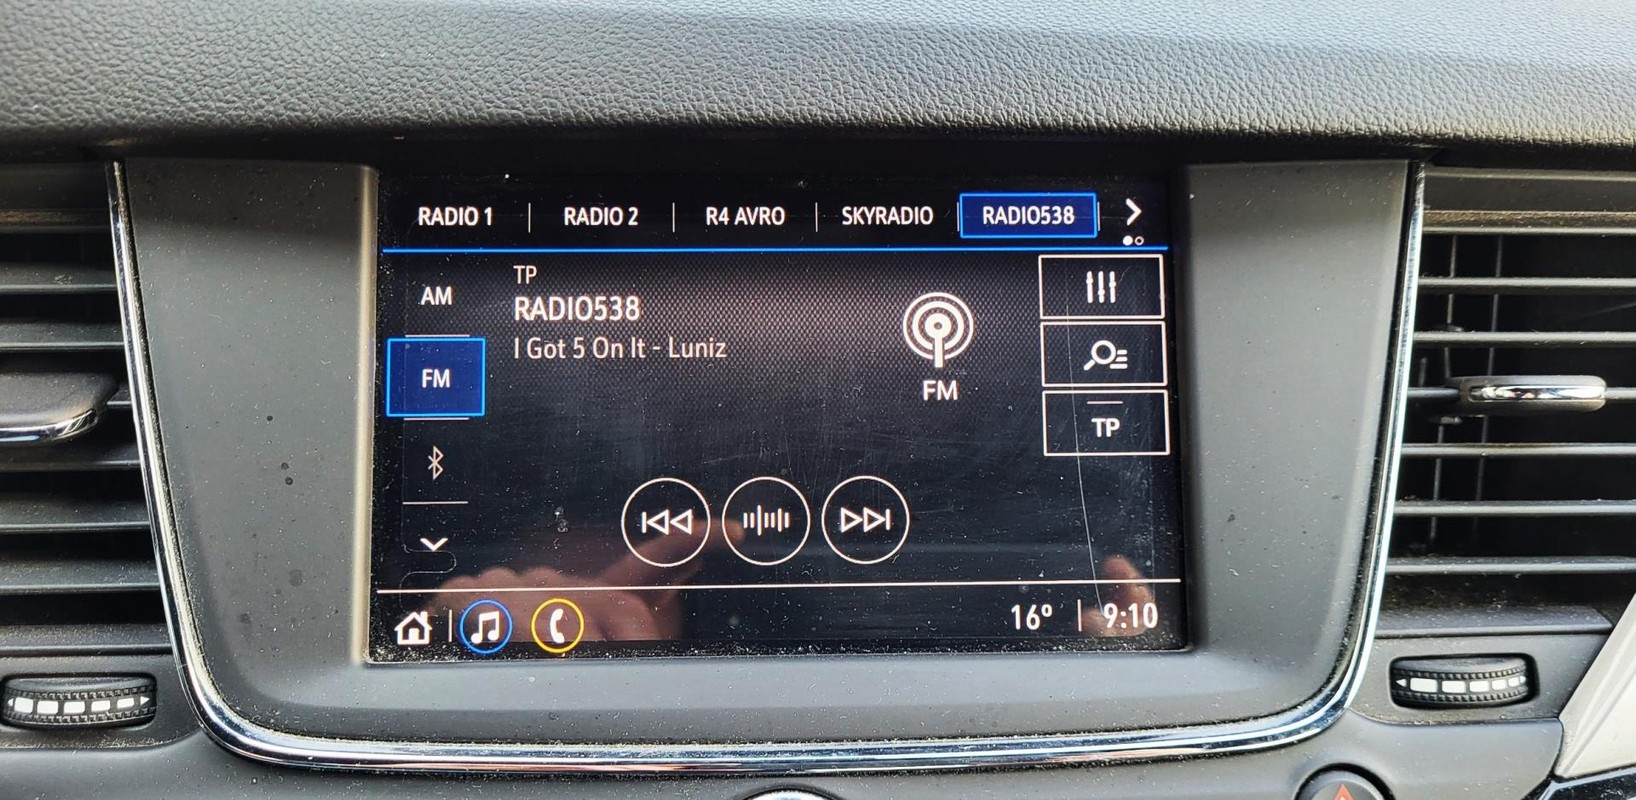 RADIO 1 | RADIO 2 | R4 AVRO | SKYRADIO | RADIO538
AM
TP
RADIO538
I Got 5 On It - Luniz
FM
FM
TP
16° | 9:10